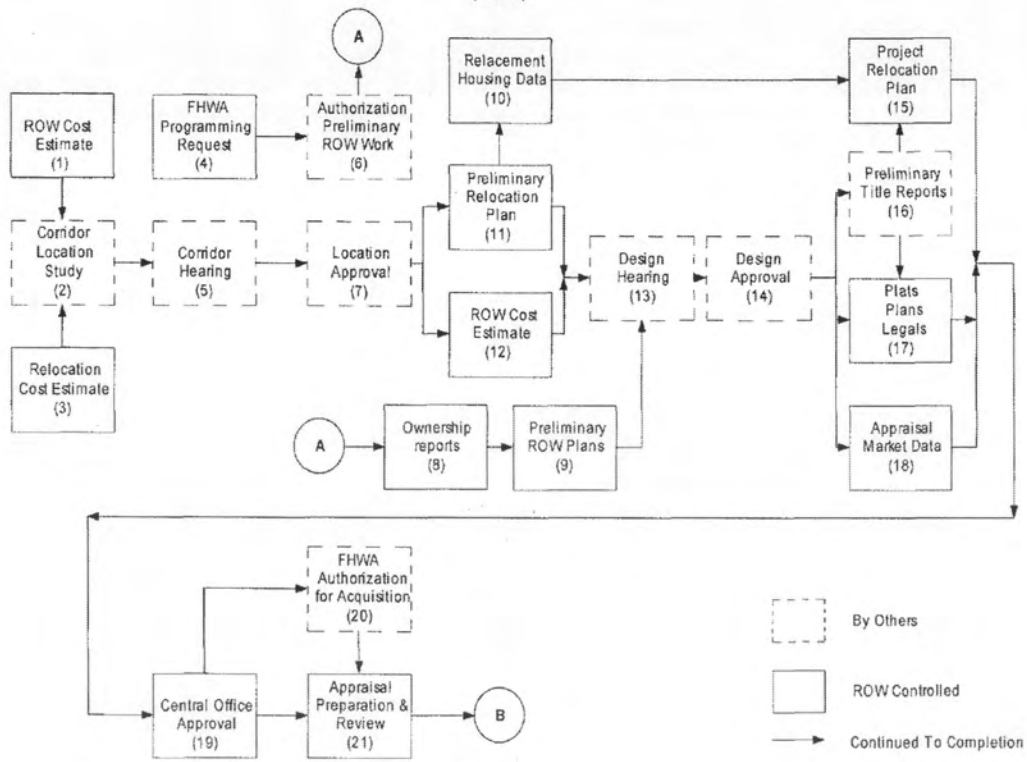 A
ROW Cost
Estimate
(1)
FHWA
Programming
Request
(4)
Authorization
Preliminary
ROW Work
(6)
Relacement
Housing Data
(10)
Project
Relocation
Plan
(15)
Corridor
Location
Study
(2)
Corridor
Hearing
(5)
Location
Approval
(7)
Preliminary
Relocation
Plan
(11)
ROW Cost
Estimate
(12)
Design
Hearing
(13)
Design
Approval
(14)
Preliminary
Title Reports
(16)
Plats
Plans
Legals
(17)
Relocation
Cost Estimate
(3)
A
Ownership
reports
(8)
Preliminary
ROW Plans
(9)
Appraisal
Market Data
(18)
FHWA
Authorization
for Acquisition
(20)
Central Office
Approval
(19)
Appraisal
Preparation &
Review
(21)
B
By Others
ROW Controlled
Continued To Completion